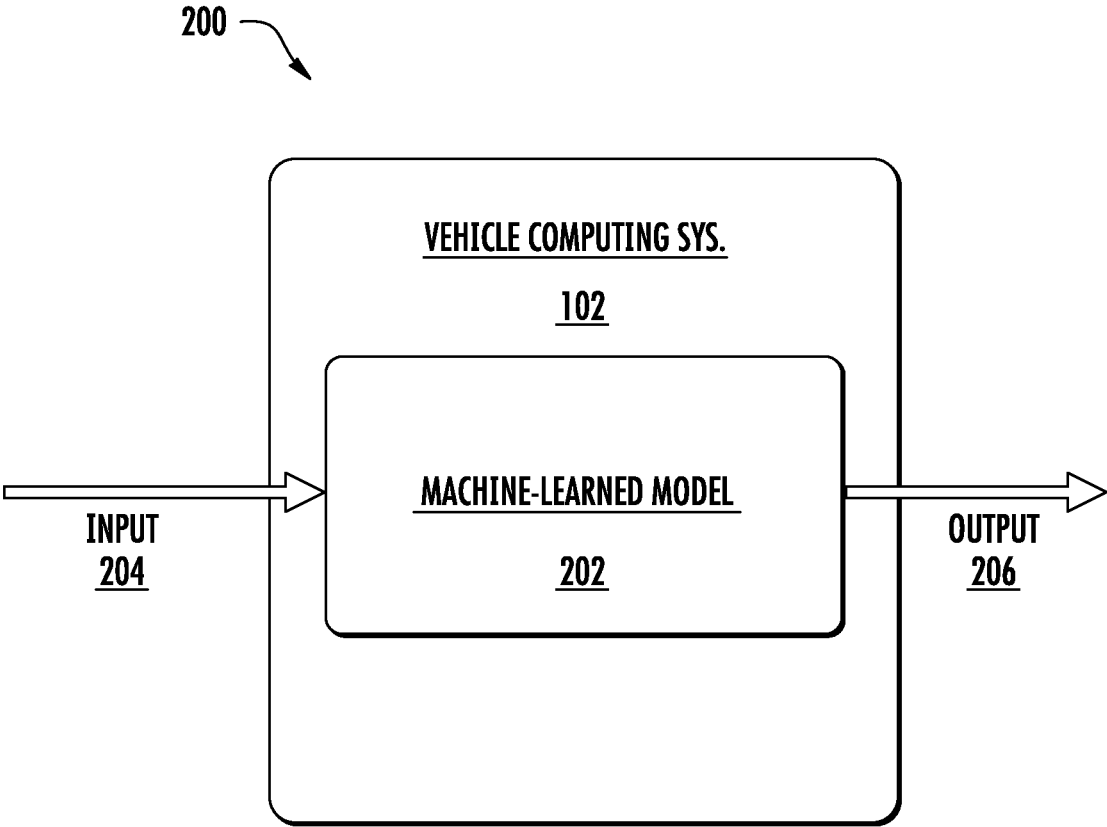 200
VEHICLE COMPUTING SYS.
102
MACHINE-LEARNED MODEL
202
INPUT
204
OUTPUT
206